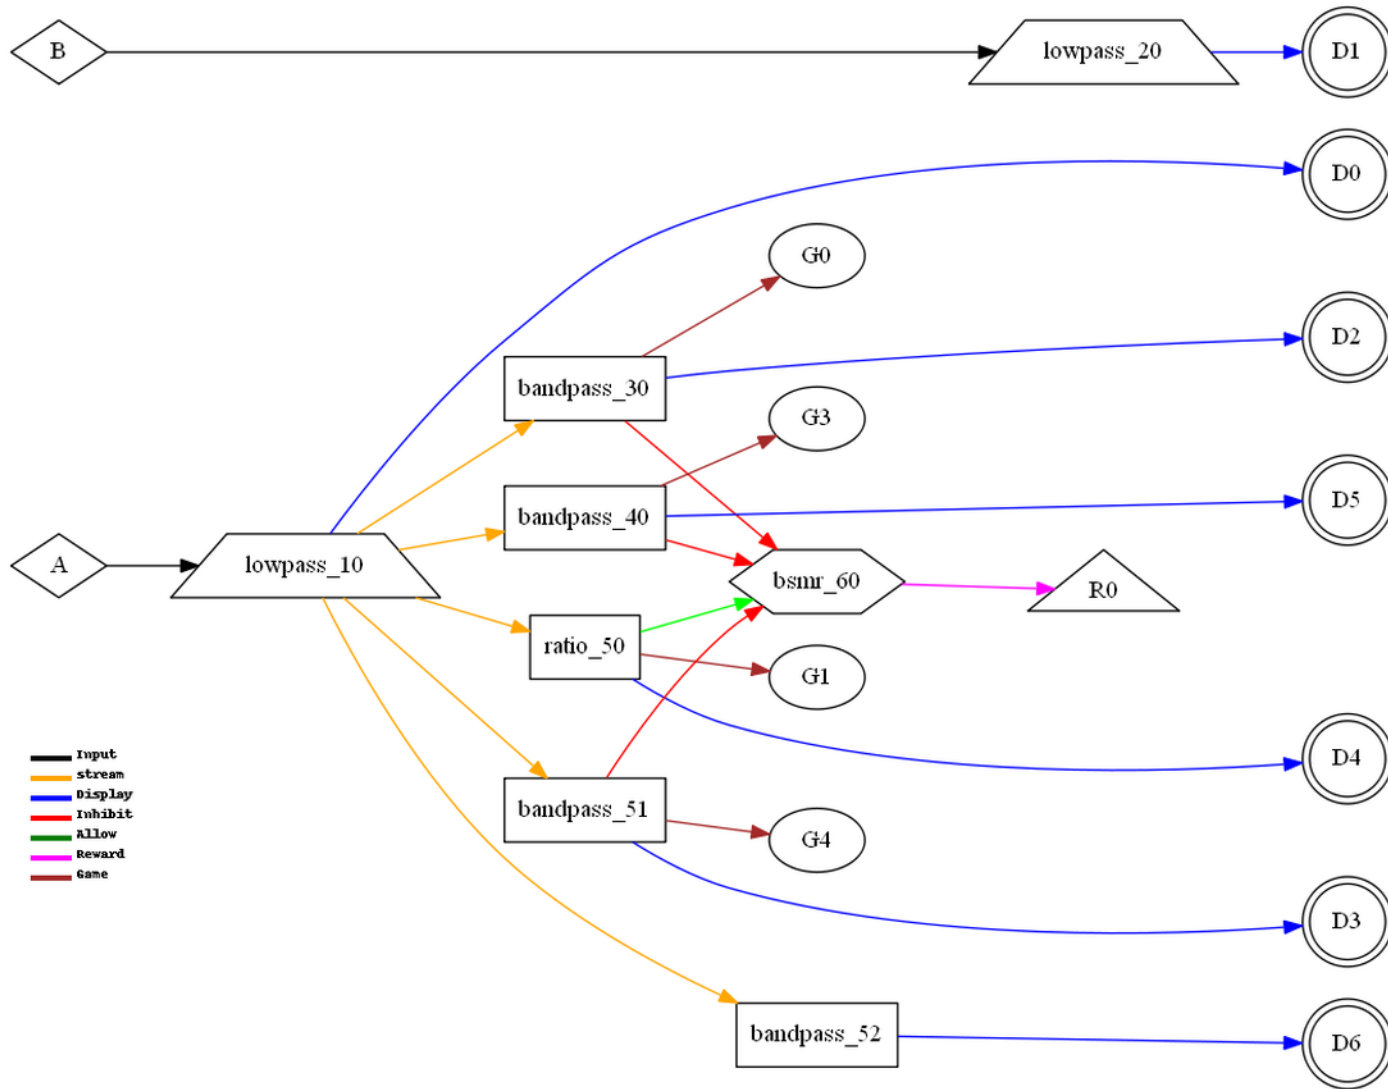 B
lowpass_20
D1
D0
G0
D2
bandpass_30
G3
D5
bandpass_40
A
lowpass_10
bsmr_60
R0
ratio_50
G1
D4
Input
stream
Display
Inhibit
Allow
Reward
Game
bandpass_51
G4
D3
bandpass_52
D6